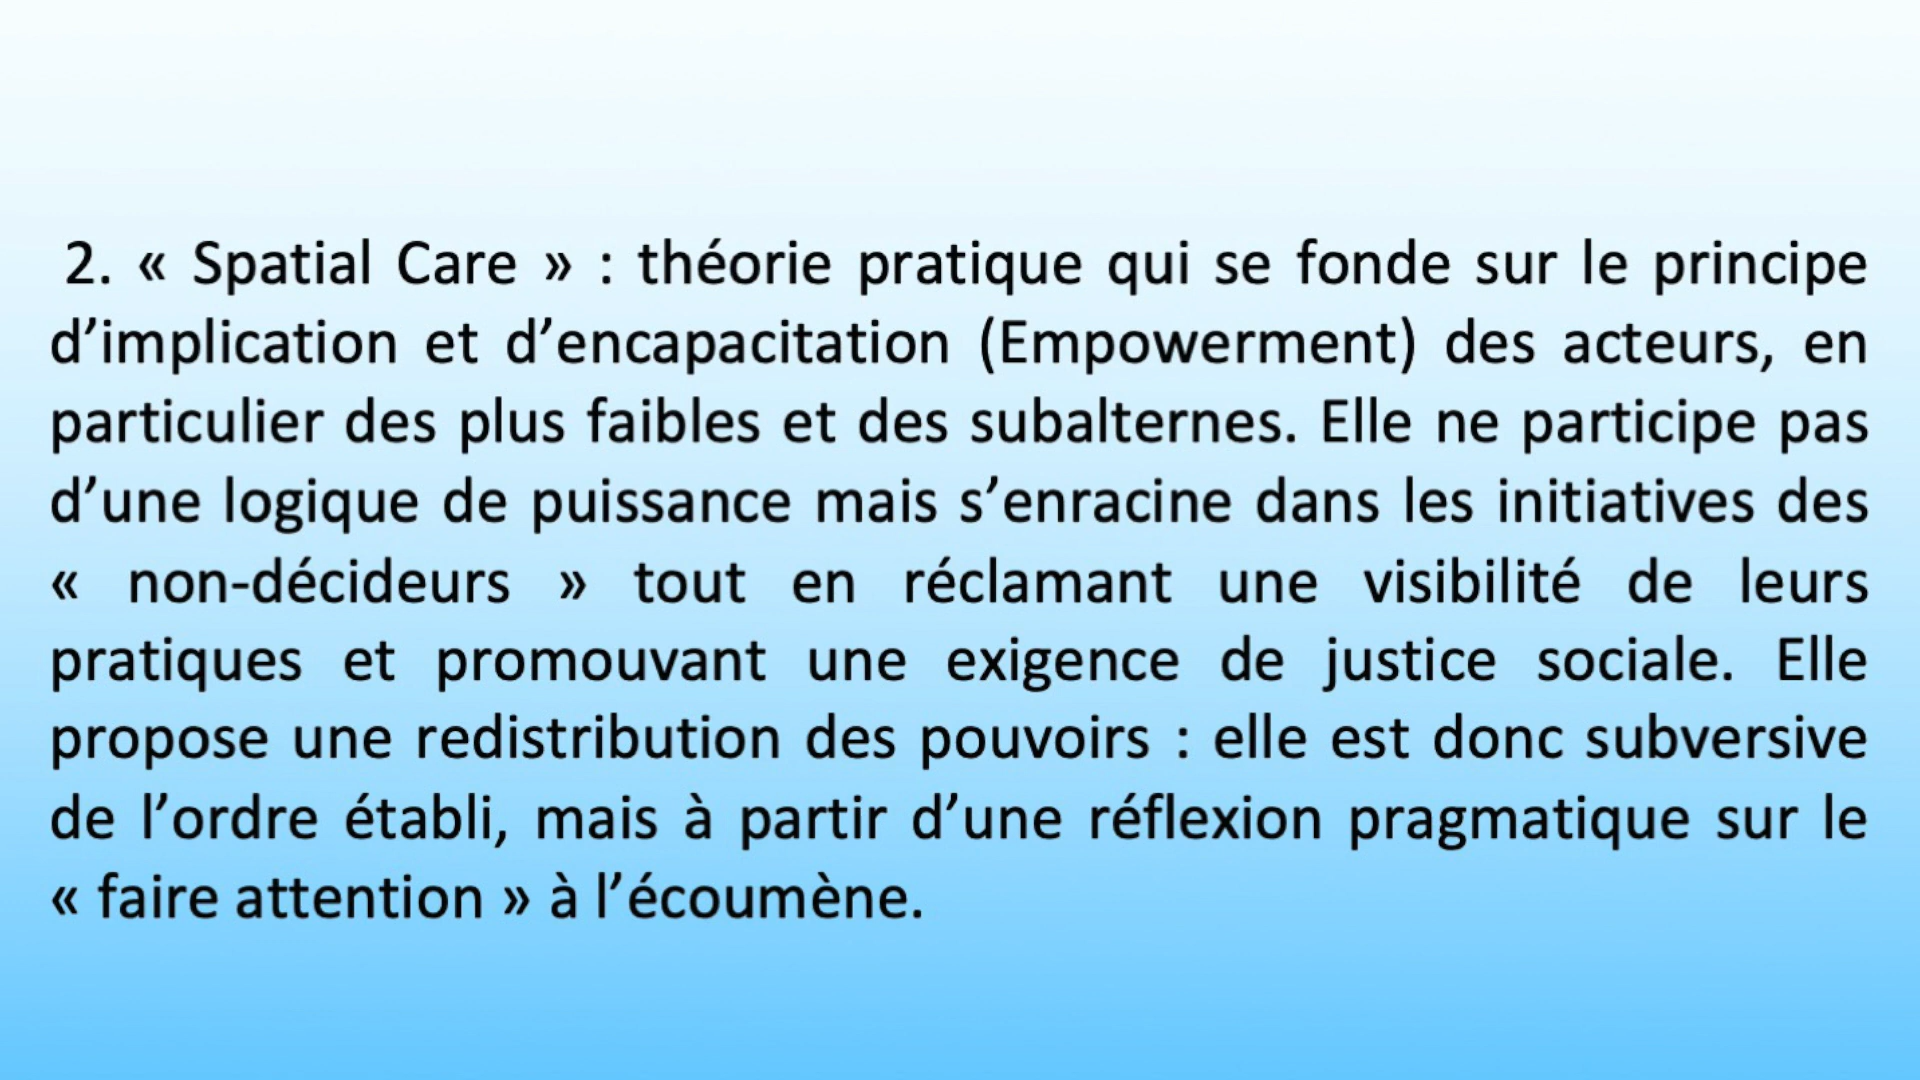 2. « Spatial Care » : théorie pratique qui se fonde sur le principe
d’implication et d’encapacitation (Empowerment) des acteurs, en
particulier des plus faibles et des subalternes. Elle ne participe pas
d’une logique de puissance mais s’enracine dans les initiatives des
« non-décideurs » tout en réclamant une visibilité de leurs
pratiques et promouvant une exigence de justice sociale. Elle
propose une redistribution des pouvoirs : elle est donc subversive
de l’ordre établi, mais à partir d’une réflexion pragmatique sur le
« faire attention » à l’écoumène.